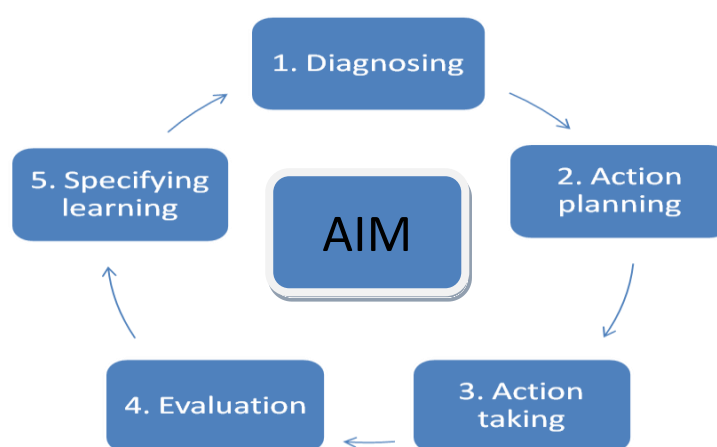 1. Diagnosing
2. Action
planning
3. Action
taking
4. Evaluation
5. Specifying
learning
AIM